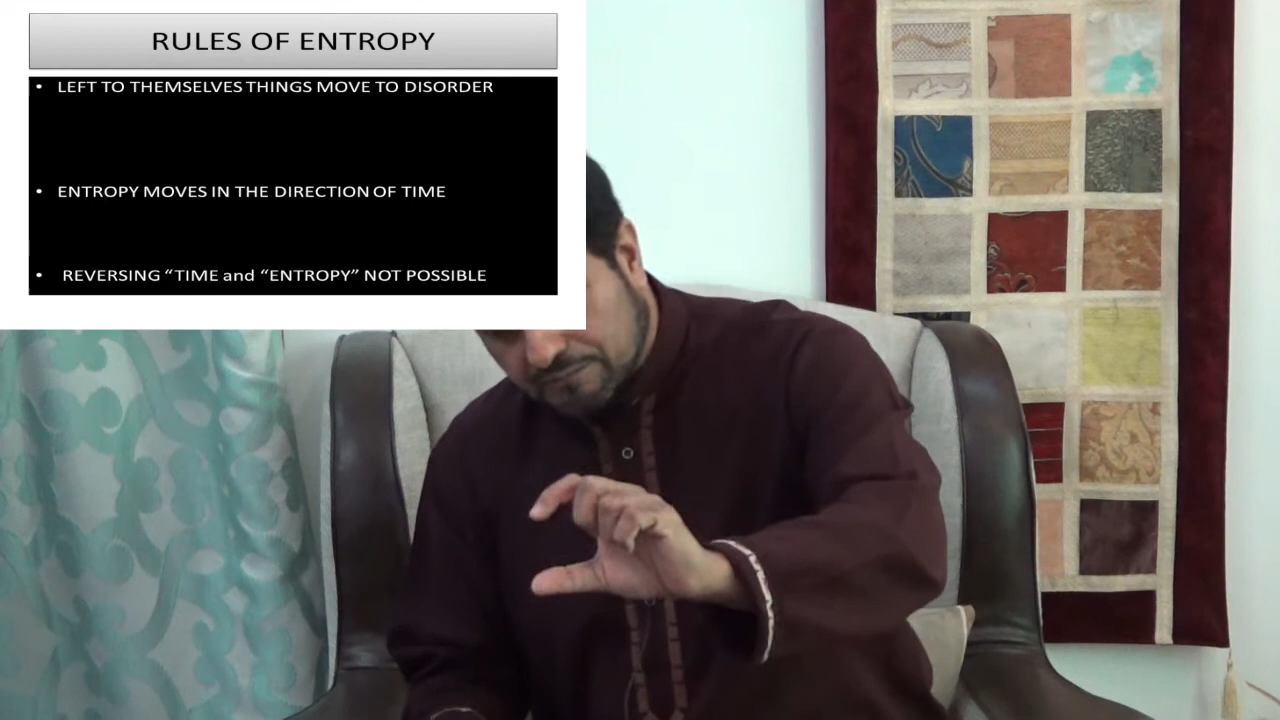 RULES OF ENTROPY
• LEFT TO THEMSELVES THINGS MOVE TO DISORDER
• ENTROPY MOVES IN THE DIRECTION OF TIME
• REVERSING “TIME and “ENTROPY” NOT POSSIBLE